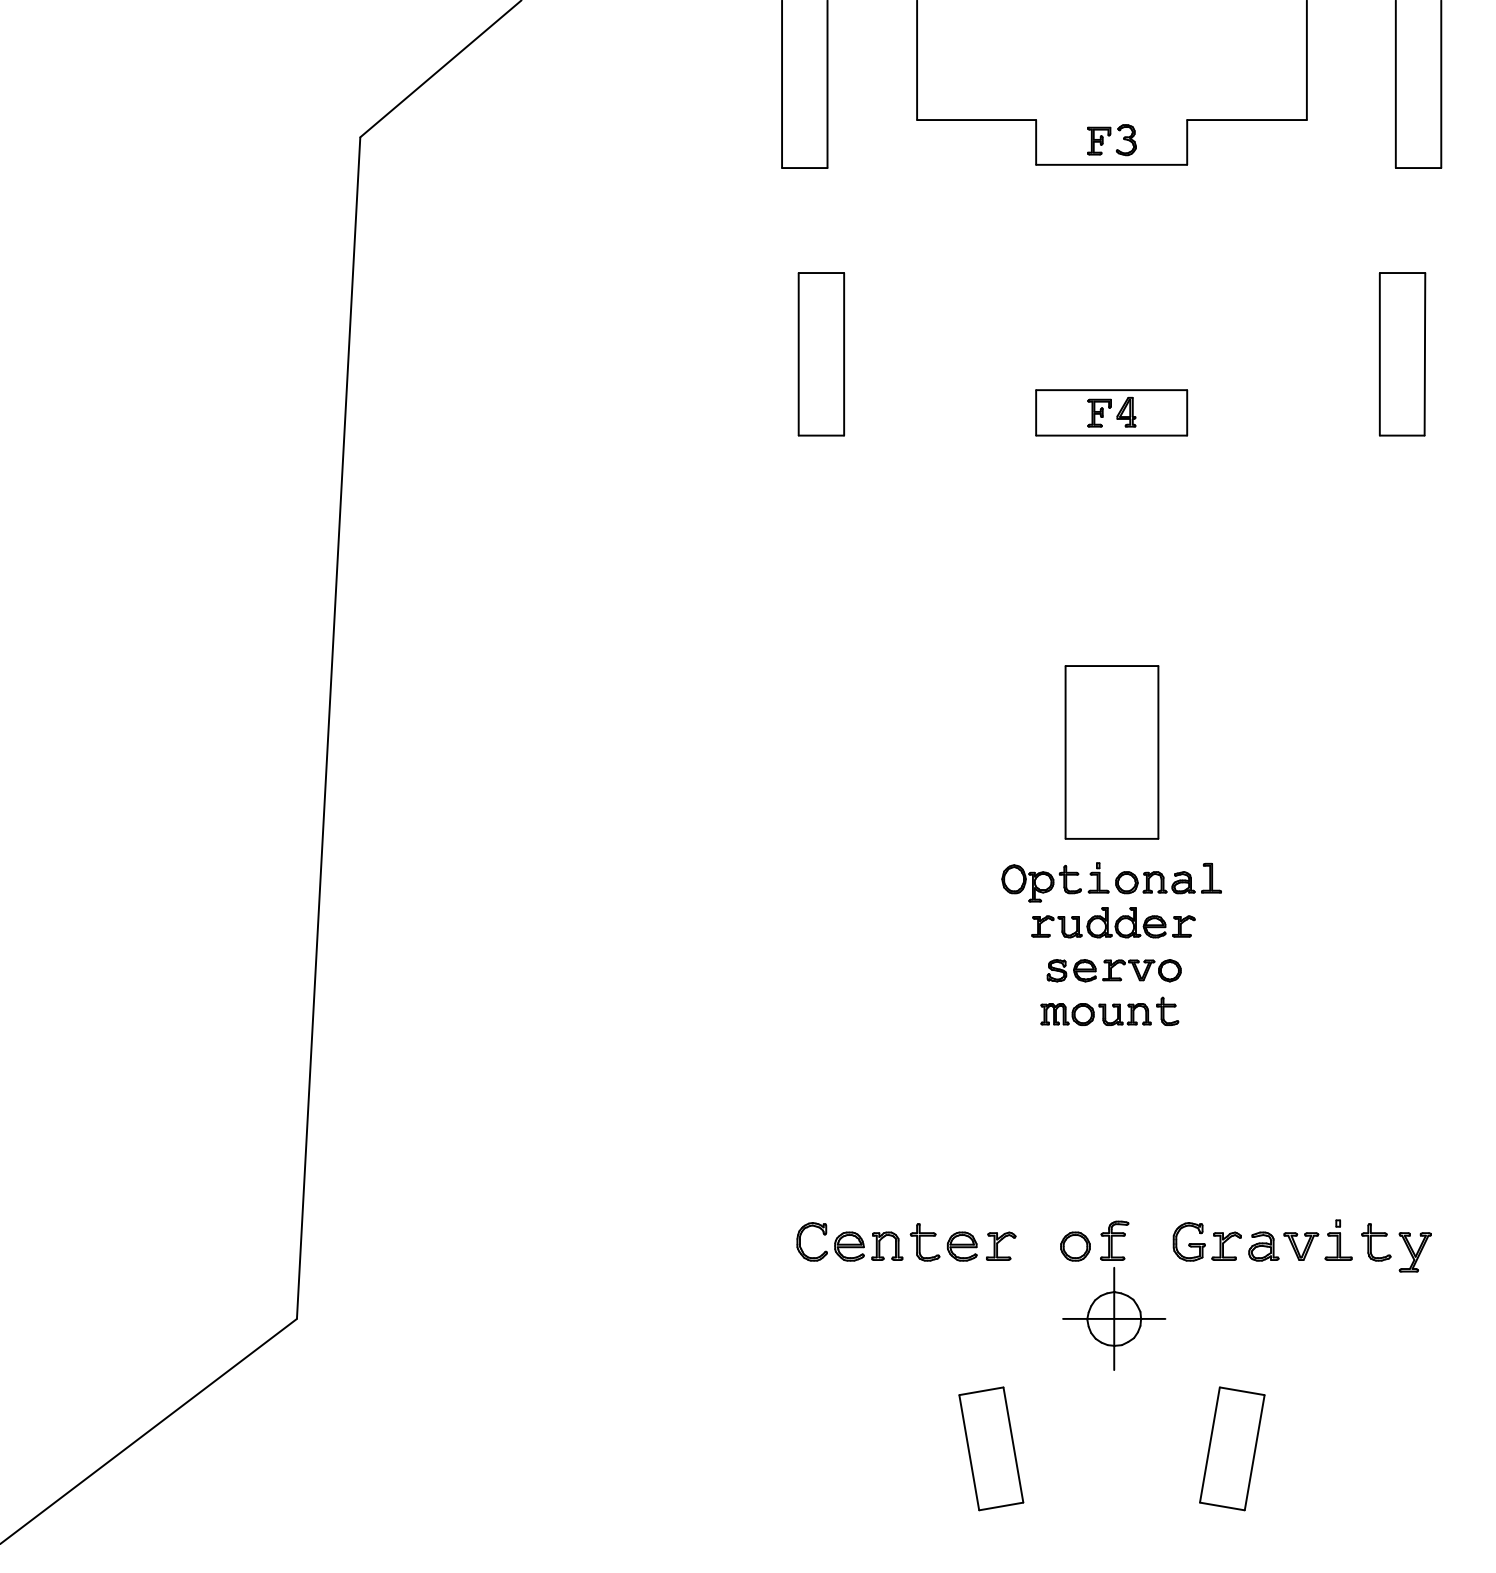 F3
F4
Optional
rudder
servo
mount
Center of Gravity